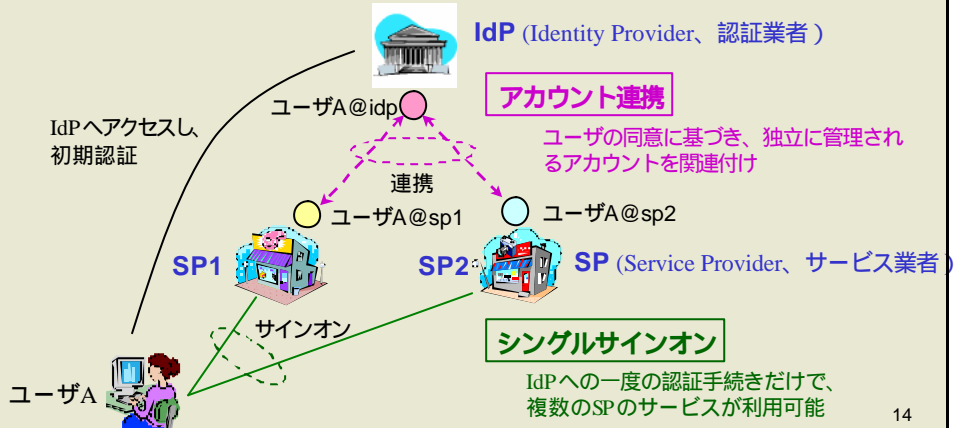 IdP (Identity Provider、認証業者)
アカウント連携
ユーザA@idp
IdPへアクセスし、
初期認証
ユーザの同意に基づき、独立に管理され
るアカウントを関連付け
連携
ユーザA@sp1
ユーザA@sp2
SP1
SP2
SP (Service Provider、サービス業者)
サインオン
シングルサインオン
IdPへの一度の認証手続きだけで、
複数のSPのサービスが利用可能
ユーザA
14